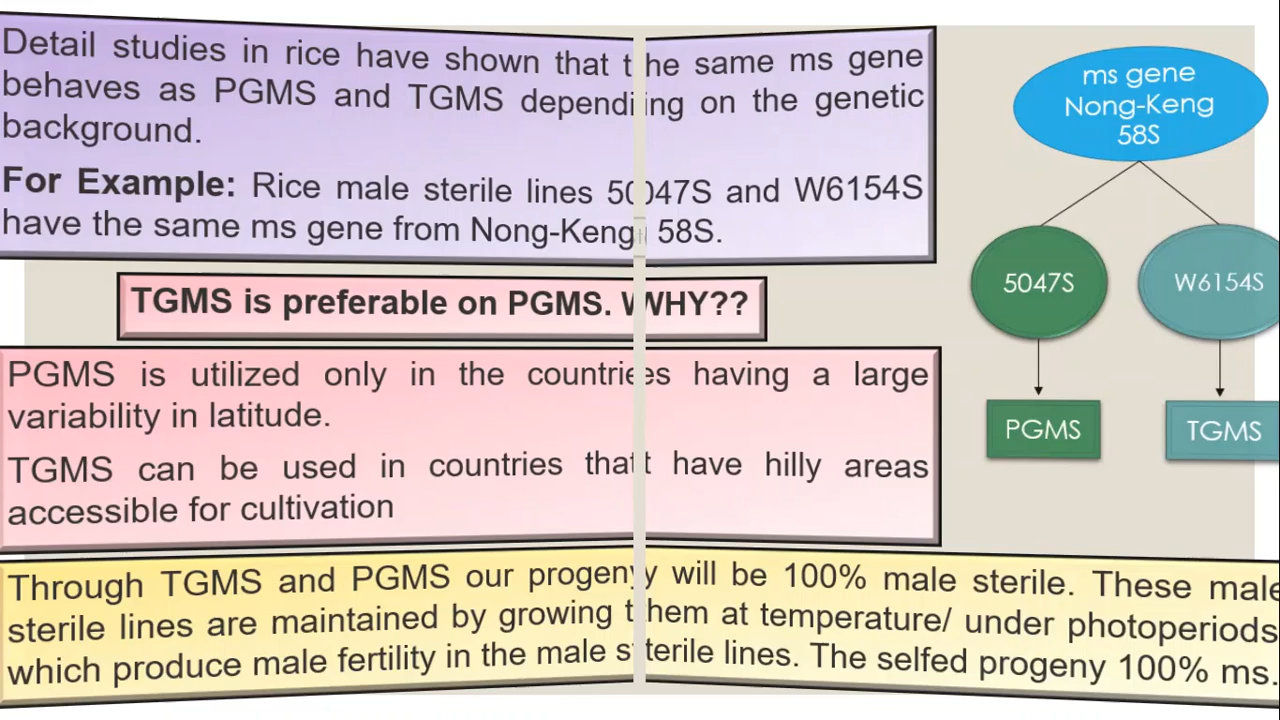 Detail studies in rice have shown that the same ms gene
behaves as PGMS and TGMS depending on the genetic
background.
For Example: Rice male sterile lines 5047S and W6154S
have the same ms gene from Nong-Keng 58S.
TGMS is preferable on PGMS. WHY??
PGMS is utilized only in the countries having a large
variability in latitude.
TGMS can be used in countries that have hilly areas
accessible for cultivation
Through TGMS and PGMS our progeny will be 100% male sterile. These male
sterile lines are maintained by growing them at temperature/ under photoperiods
which produce male fertility in the male sterile lines. The selfed progeny 100% ms.
ms gene
Nong-Keng
58S
5047S
W6154S
PGMS
TGMS